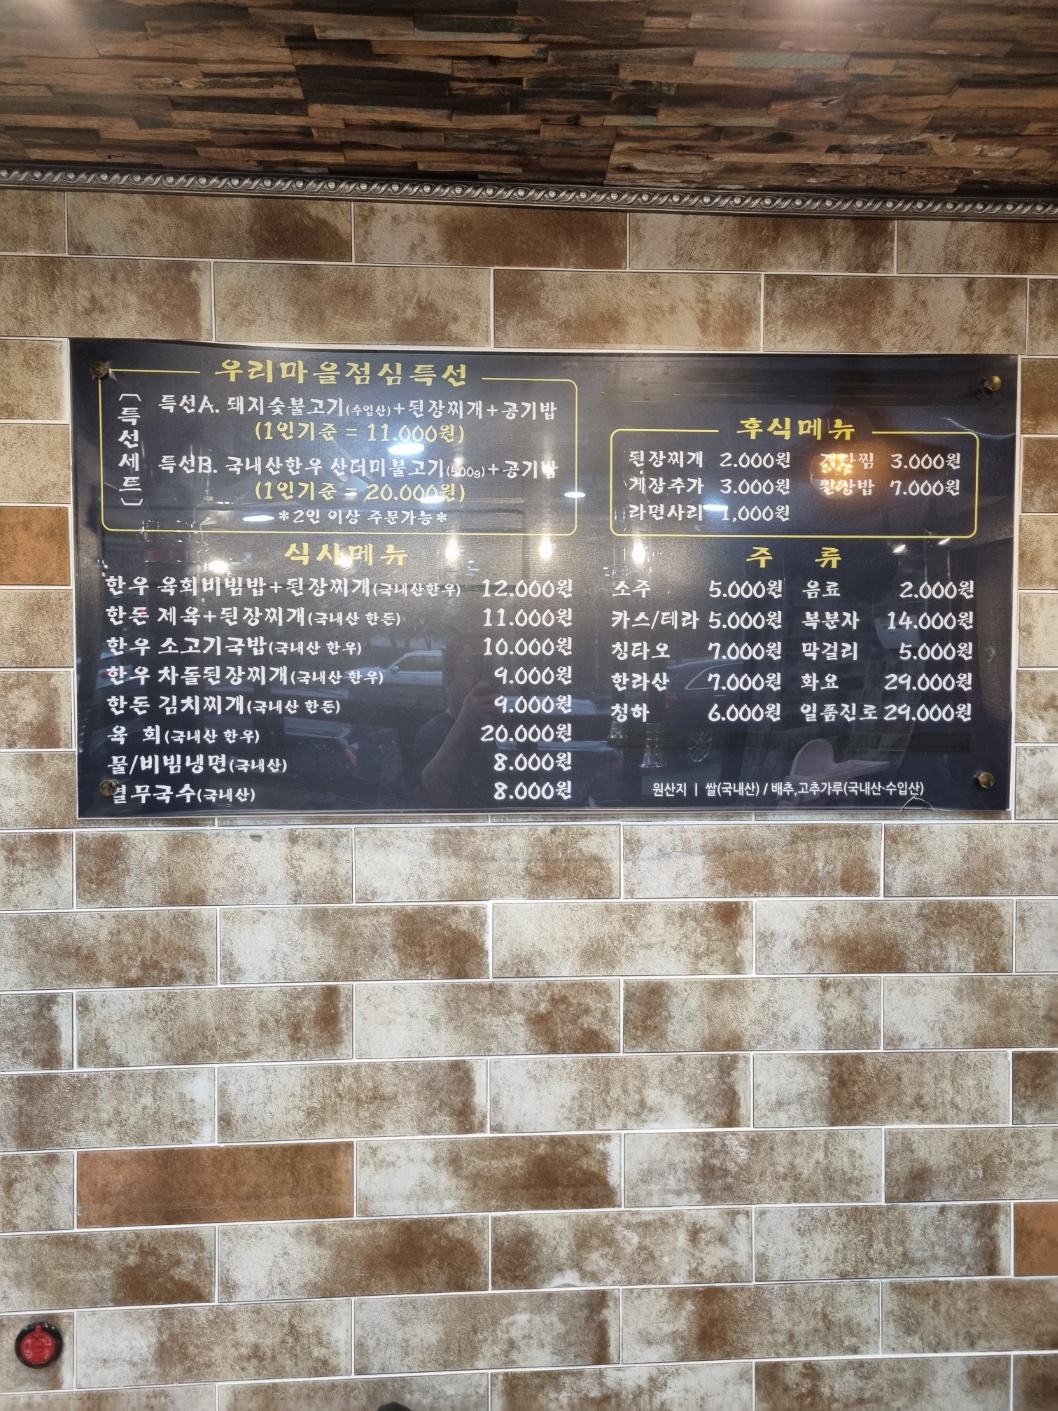 우리마을점심특선
[특선세트]
특선A. 돼지숯불고기(수입산)+된장찌개+공기밥
(1인기준 = 11.000원)
특선B. 국내산한우 산더미불고기(500g)+공기밥
(1인기준 = 20.000원)
*2인 이상 주문가능*
식사메뉴
한우 육회비빔밥+된장찌개(국내산한우) 12.000원
한돈 제육+된장찌개(국내산 한돈) 11.000원
한우 소고기국밥(국내산 한우) 10.000원
한우 차돌된장찌개(국내산 한우) 9.000원
한돈 김치찌개(국내산 한돈) 9.000원
육 회(국내산 한우) 20.000원
물/비빔냉면(국내산) 8.000원
열무국수(국내산) 8.000원
후식메뉴
된장찌개 2.000원 계란찜 3.000원
게장추가 3.000원 7.000원
라면사리 1,000원
주 류
소주 5.000원 음료 2.000원
카스/테라 5.000원 복분자 14.000원
칭타오 7.000원 막걸리 5.000원
한라산 7.000원 화요 29.000원
청하 6.000원 일품진로 29.000원
원산지 | 쌀(국내산) / 배추,고추가루(국내산·수입산)